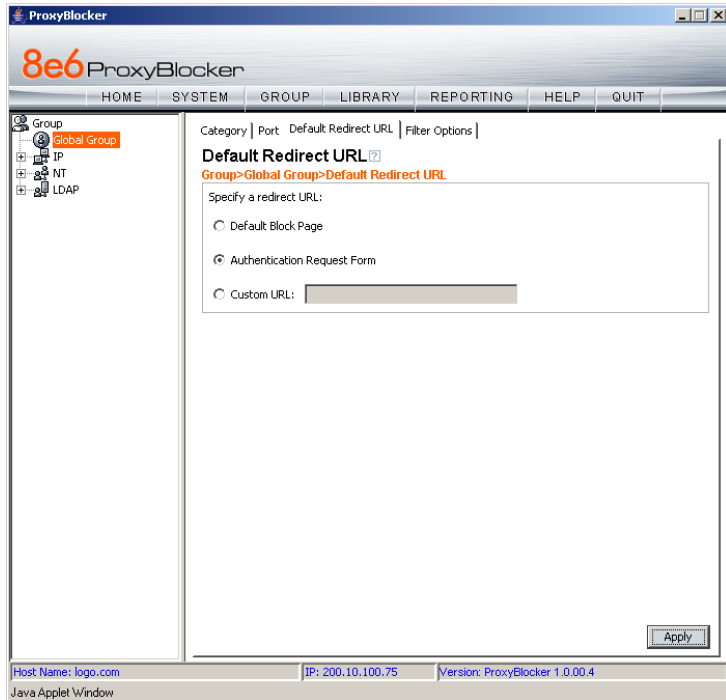 ProxyBlocker
8e6 ProxyBlocker
HOME SYSTEM GROUP LIBRARY REPORTING HELP QUIT
Group
Global Group
IP
NT
LDAP
Category Port Default Redirect URL Filter Options
Default Redirect URL ?
Group>Global Group>Default Redirect URL
Specify a redirect URL:
Default Block Page
Authentication Request Form
Custom URL:
Apply
Host Name: logo.com IP: 200.10.100.75 Version: ProxyBlocker 1.0.00.4
Java Applet Window